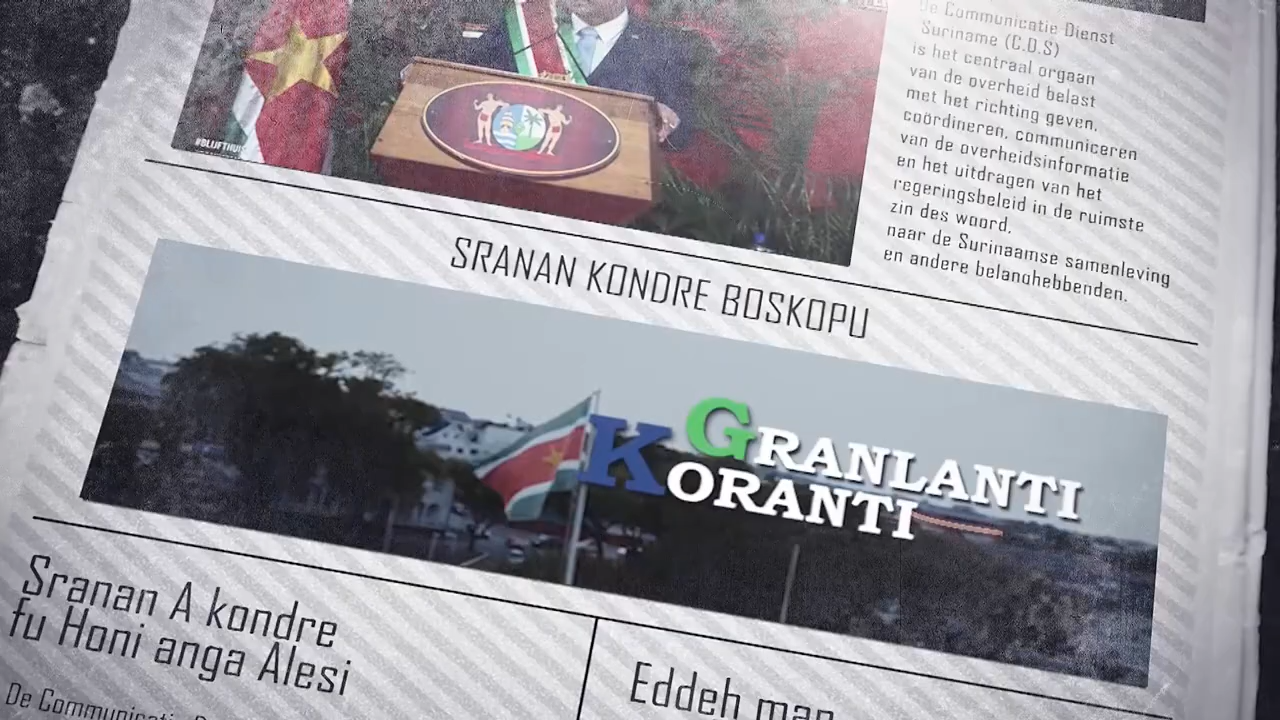 De Communicatie Dienst
Suriname (C.D.S)
is het centraal orgaan
van de overheid belast
met het richting geven,
coördineren, communiceren
van de overheidsinformatie
en het uitdragen van het
regeringsbeleid in de ruimste
zin des woord,
naar de Surinaamse samenleving
en andere belanghebbenden.
SRANAN KONDRE BOSKOPU
GRANLANTI
KORANTI
Sranan A kondre
fu Honi anga Alesi
De
Eddeh man